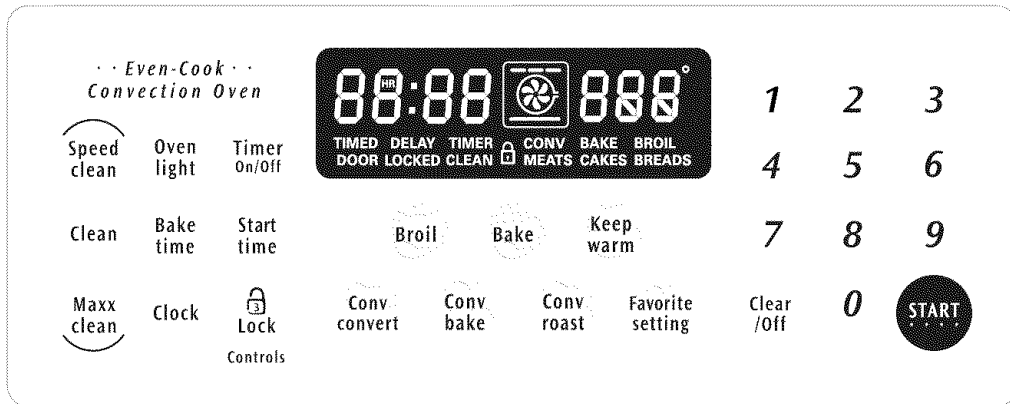 · · Even-Cook · ·
Convection Oven
Speed clean
Oven light
Timer On/Off
Clean
Bake time
Start time
Maxx clean
Clock
3
Lock
Controls
88:88 888°
HR
TIMED DELAY TIMER CONV BAKE BROIL
DOOR LOCKED CLEAN MEATS CAKES BREADS
Broil
Bake
Keep warm
Conv convert
Conv bake
Conv roast
Favorite setting
1 2 3
4 5 6
7 8 9
Clear /Off
0
START